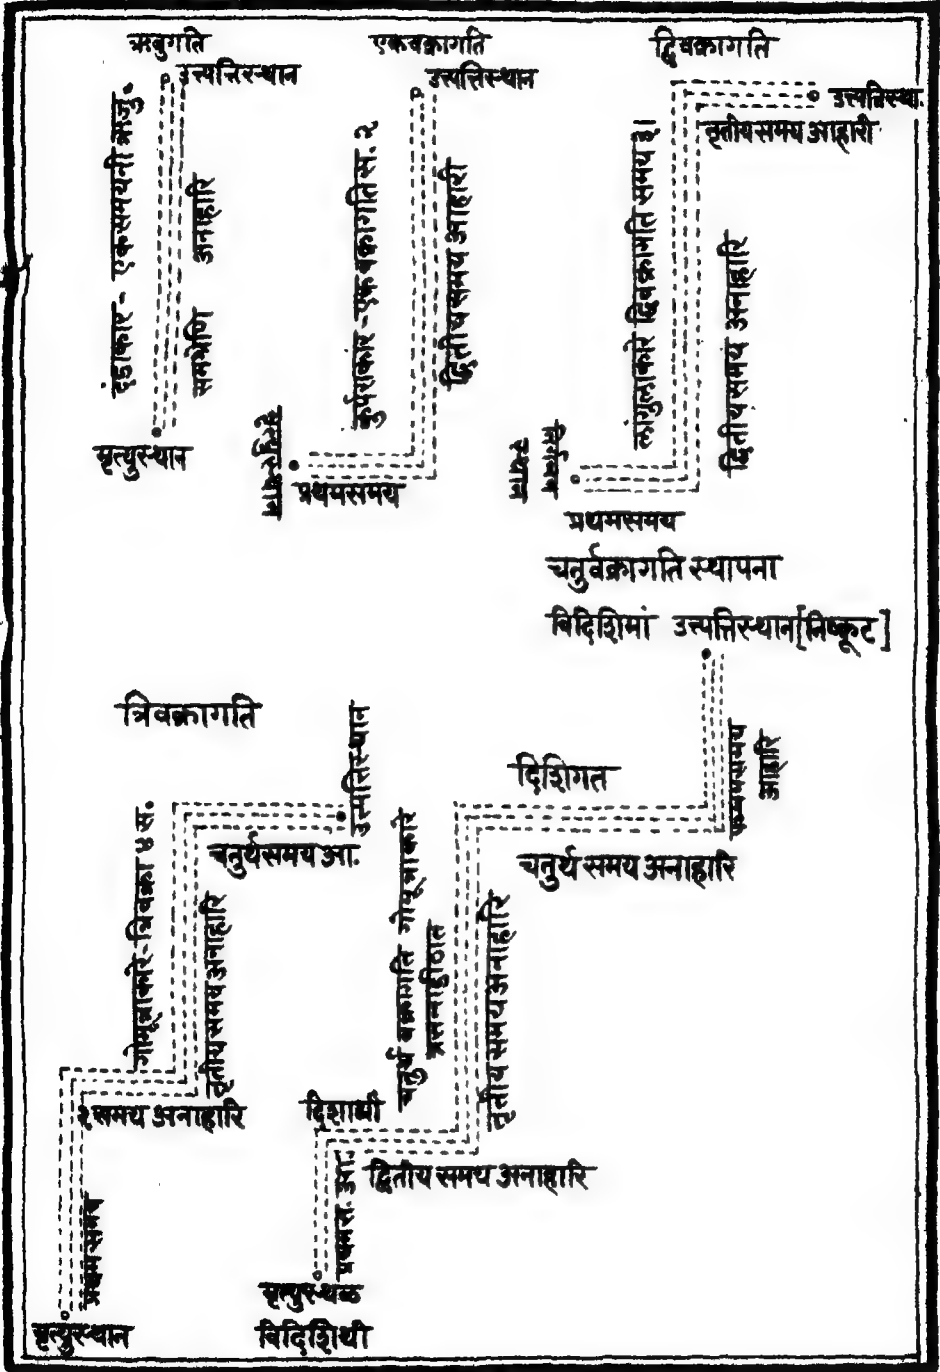 ऋजुगति
उत्त्पत्तिस्थान
दंडाकार - एकसमयनी ऋजु.
अनाहारि
समश्रेणि
मृत्युस्थान
एकवक्रागति
उत्त्पत्तिस्थान
कुर्पराकार - एकवक्रागति स. २
द्वितीयसमय आहारी
मृत्युस्थान
प्रथमसमय
द्विवक्रागति
उत्त्पत्तिस्था.
तृतीयसमय आहारी
लांगुलाकारे द्विवक्रागति समय ३।
द्वितीयसमय अनाहारि
स्थान
प्रथमसमय
चतुर्वक्रागति स्थापना
विदिशिमां उत्त्पत्तिस्थान [निष्कूट]
त्रिवक्रागति
उत्पत्तिस्थान
गोमूत्राकारे - त्रिवक्रा ४ स.
चतुर्थसमय आ.
तृतीयसमय अनाहारि
२ समय अनाहारि
प्रथमसमय
मृत्युस्थान
पञ्चमसमय
आहारि
दिशिगत
चतुर्थ समय अनाहारि
चतुर्थ वक्रागति गोमूत्राकारे
तृतीय समय अनाहारि
दिशाथी
द्वितीय समय अनाहारि
प्रथम स. आ.
मृत्युस्थळ
विदिशिथी